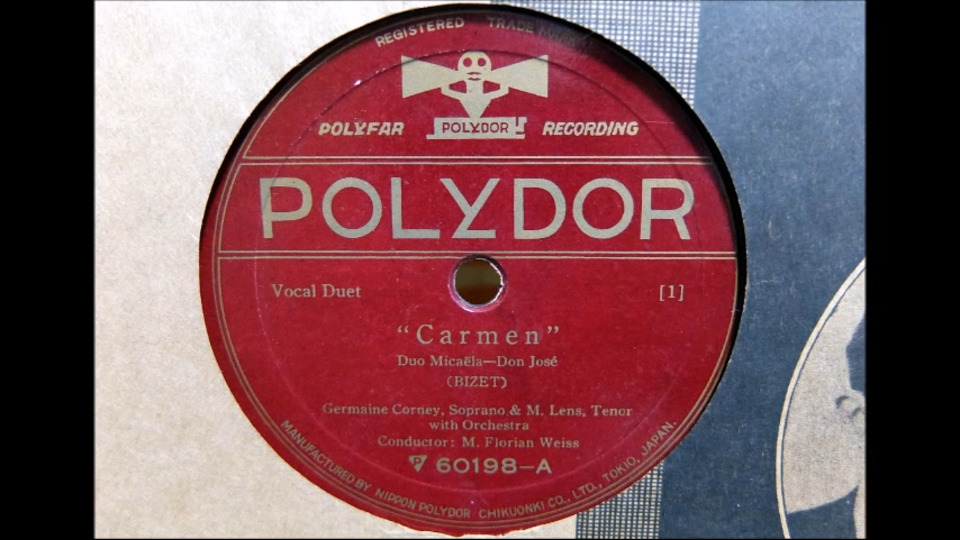 REGISTERED TRADE
POLYFAR POLYDOR RECORDING
POLYDOR
Vocal Duet [1]
"Carmen"
Duo Micaëla—Don José
(BIZET)
Germaine Corney, Soprano & M. Lens, Tenor
with Orchestra
Conductor: M. Florian Weiss
P 60198-A
MANUFACTURED BY NIPPON POLYDOR CHIKUONKI CO., LTD., TOKIO, JAPAN.